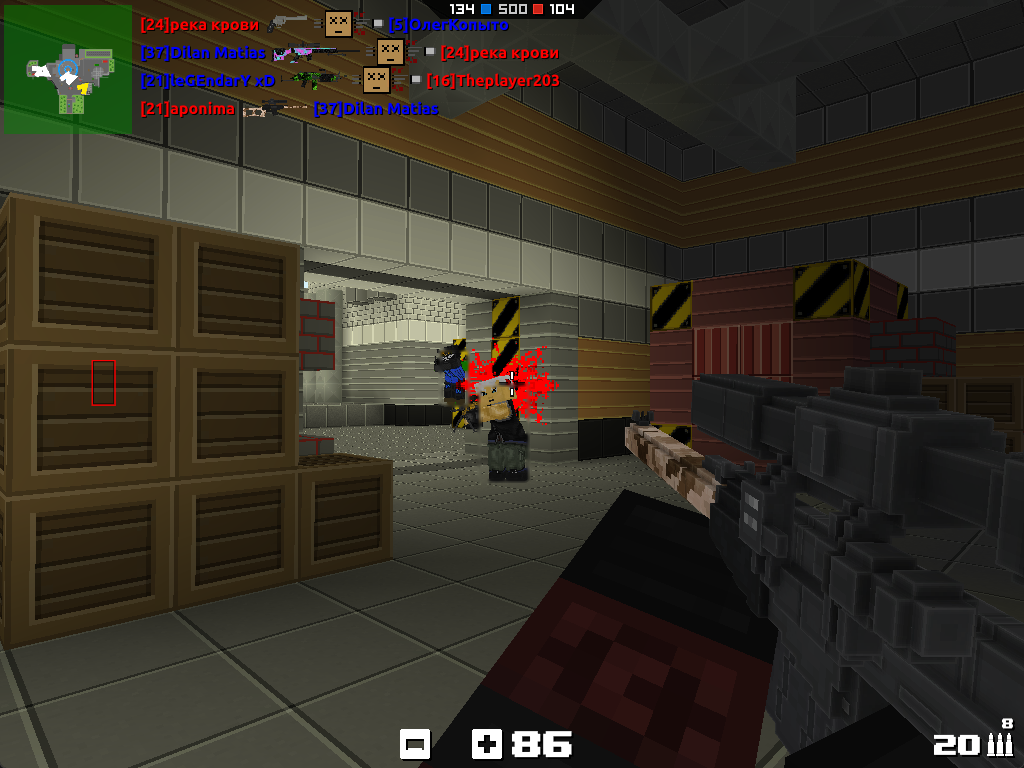 134 500 104
[24]река крови [5]ОлегКопыто
[37]Dilan Matias [24]река крови
[21]leGEndarY xD [16]Theplayer203
[21]aponima [37]Dilan Matias
86
8
20